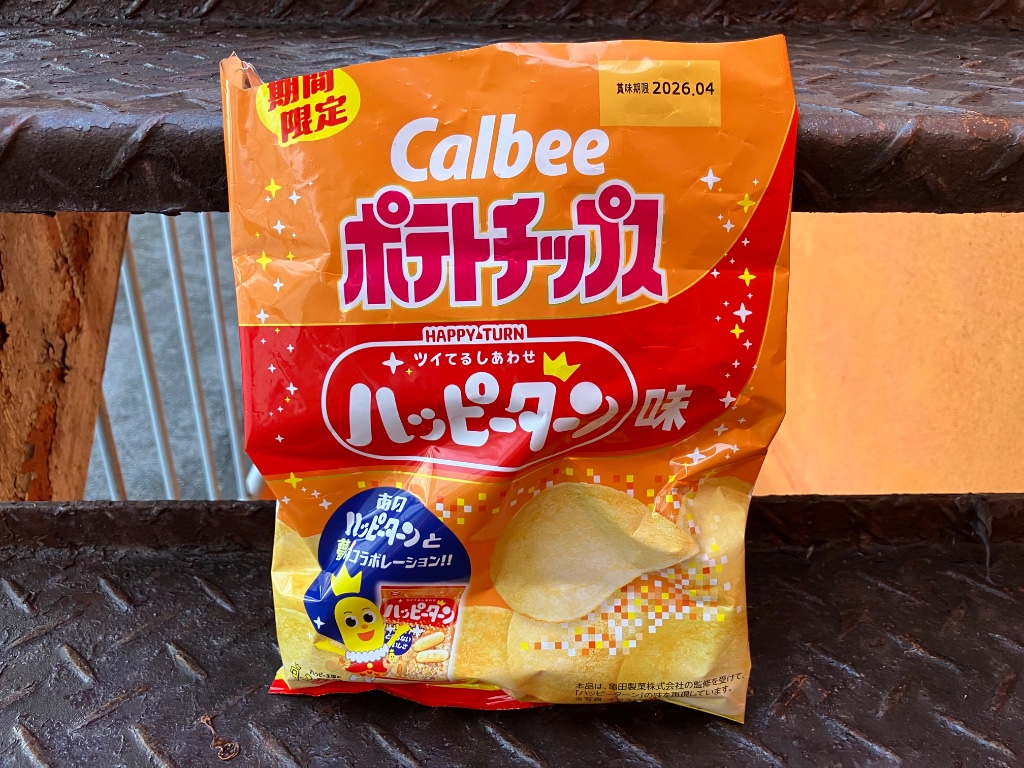 期間
限定
賞味期限 2026.04
Calbee
ポテトチップス
HAPPY TURN
ツイてるしあわせ
ハッピーターン味
あの
ハッピーターンと
夢のコラボレーション!!
ハッピーターン
本品は、亀田製菓株式会社の監修を受けて、
「ハッピーターン」の味を再現しています。